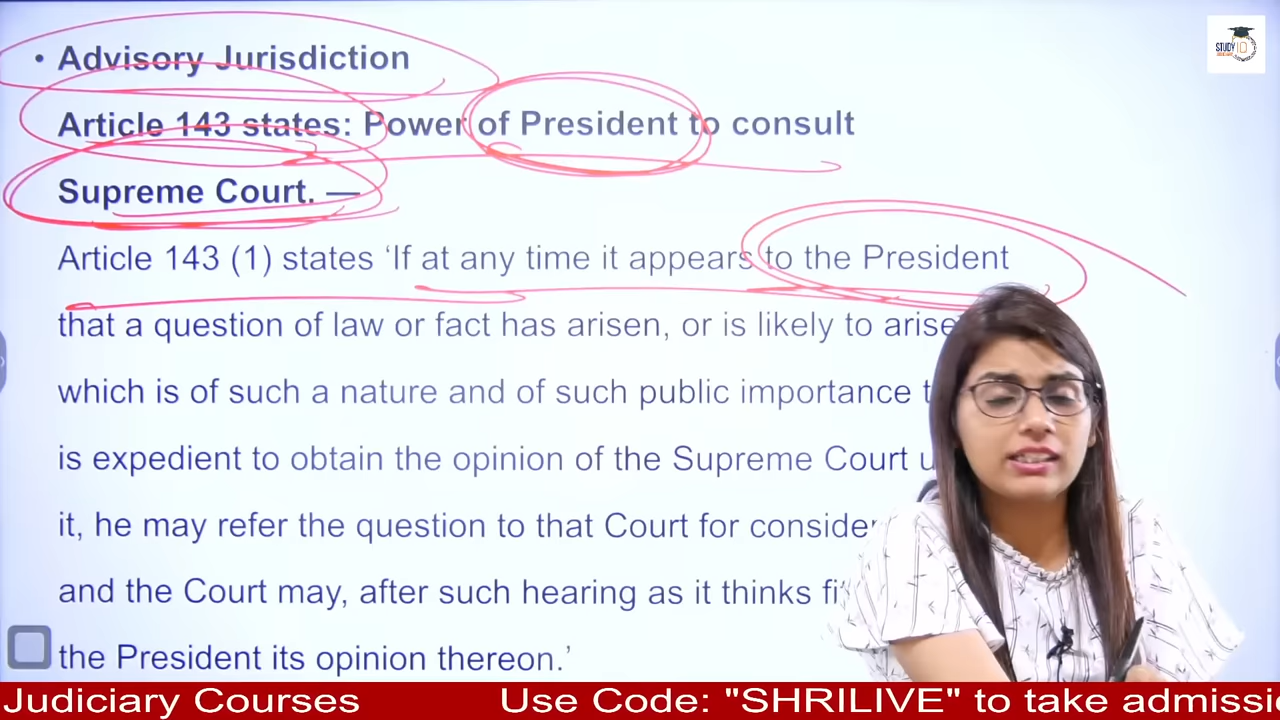 • Advisory Jurisdiction
Article 143 states: Power of President to consult
Supreme Court. —
Article 143 (1) states ‘If at any time it appears to the President
that a question of law or fact has arisen, or is likely to arise
which is of such a nature and of such public importance
is expedient to obtain the opinion of the Supreme Court
it, he may refer the question to that Court for
and the Court may, after such hearing as it thinks
the President its opinion thereon.’
STUDY IQ
Judiciary Courses Use Code: "SHRILIVE" to take